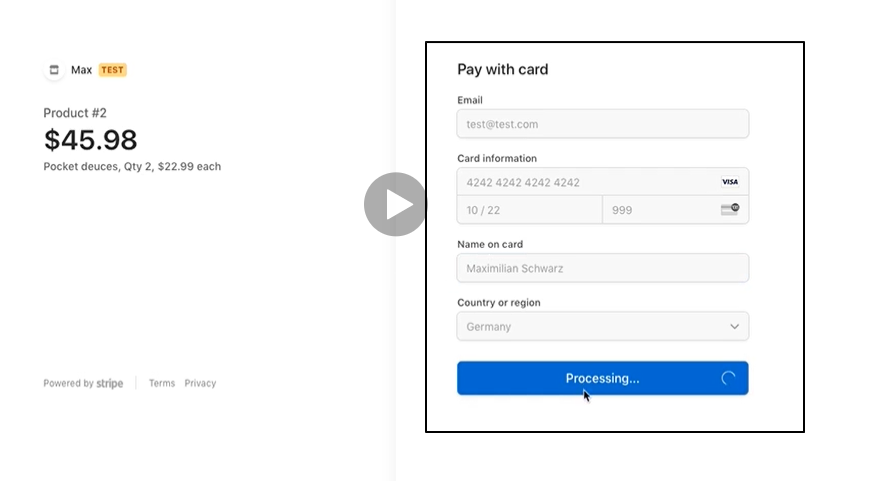 Max TEST
Product #2
$45.98
Pocket deuces, Qty 2, $22.99 each
Powered by stripe Terms Privacy
Pay with card
Email
test@test.com
Card information
4242 4242 4242 4242 VISA
10 / 22 999
Name on card
Maximilian Schwarz
Country or region
Germany
Processing...